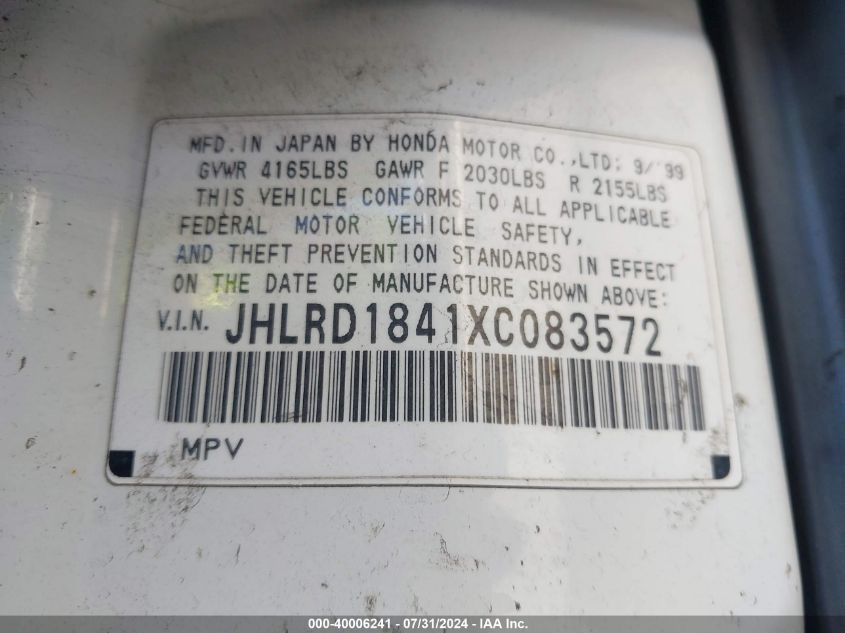 MFD.IN JAPAN BY HONDA MOTOR CO.,LTD; 9/'99
GVWR 4165LBS GAWR F 2030LBS R 2155LBS
THIS VEHICLE CONFORMS TO ALL APPLICABLE
FEDERAL MOTOR VEHICLE SAFETY,
AND THEFT PREVENTION STANDARDS IN EFFECT
ON THE DATE OF MANUFACTURE SHOWN ABOVE:
V.I.N. JHLRD1841XC083572
MPV
000-40006241 - 07/31/2024 - IAA Inc.